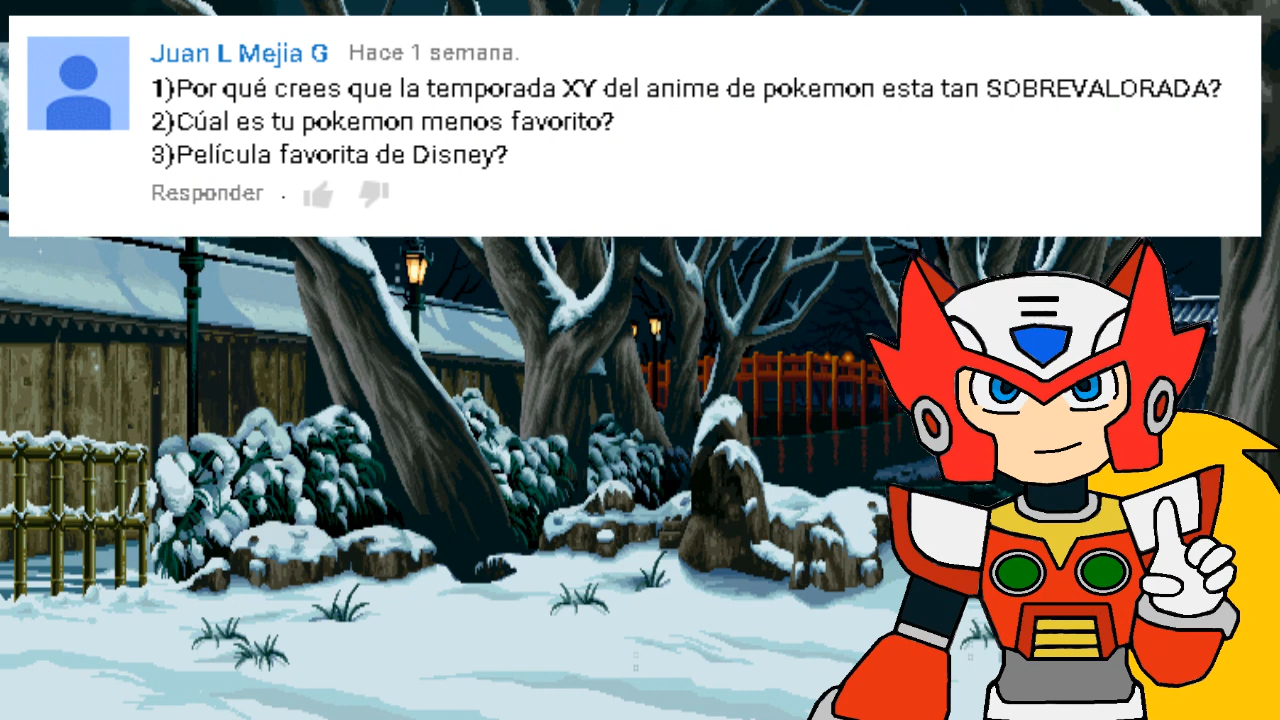 Juan L Mejia G Hace 1 semana.
1)Por qué crees que la temporada XY del anime de pokemon esta tan SOBREVALORADA?
2)Cúal es tu pokemon menos favorito?
3)Película favorita de Disney?
Responder .